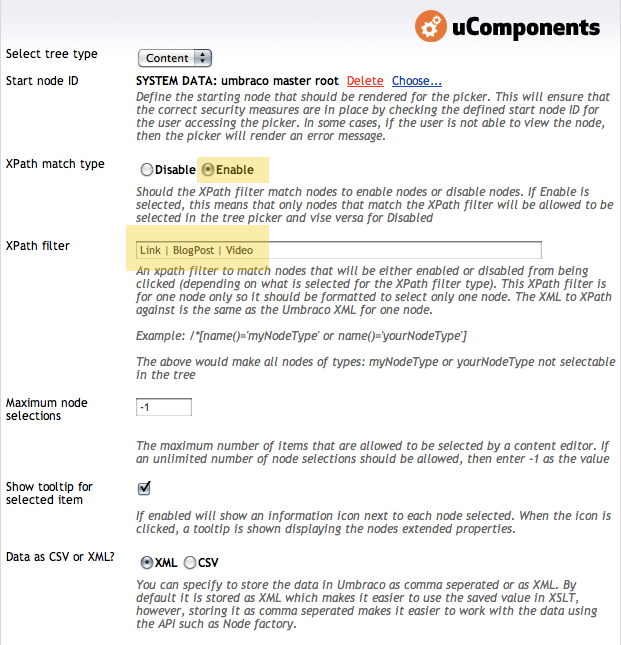 uComponents
Select tree type
Content
Start node ID
SYSTEM DATA: umbraco master root Delete Choose...
Define the starting node that should be rendered for the picker. This will ensure that
the correct security measures are in place by checking the defined start node ID for
the user accessing the picker. In some cases, if the user is not able to view the node,
then the picker will render an error message.
XPath match type
Disable Enable
Should the XPath filter match nodes to enable nodes or disable nodes. If Enable is
selected, this means that only nodes that match the XPath filter will be allowed to be
selected in the tree picker and vise versa for Disabled
XPath filter
Link | BlogPost | Video
An xpath filter to match nodes that will be either enabled or disabled from being
clicked (depending on what is selected for the XPath filter type). This XPath filter is
for one node only so it should be formatted to select only one node. The XML to XPath
against is the same as the Umbraco XML for one node.
Example: /*[name()='myNodeType' or name()='yourNodeType']
The above would make all nodes of types: myNodeType or yourNodeType not selectable
in the tree
Maximum node
selections
-1
The maximum number of items that are allowed to be selected by a content editor. If
an unlimited number of node selections should be allowed, then enter -1 as the value
Show tooltip for
selected item
If enabled will show an information icon next to each node selected. When the icon is
clicked, a tooltip is shown displaying the nodes extended properties.
Data as CSV or XML?
XML CSV
You can specify to store the data in Umbraco as comma seperated or as XML. By
default it is stored as XML which makes it easier to use the saved value in XSLT,
however, storing it as comma seperated makes it easier to work with the data using
the API such as Node factory.